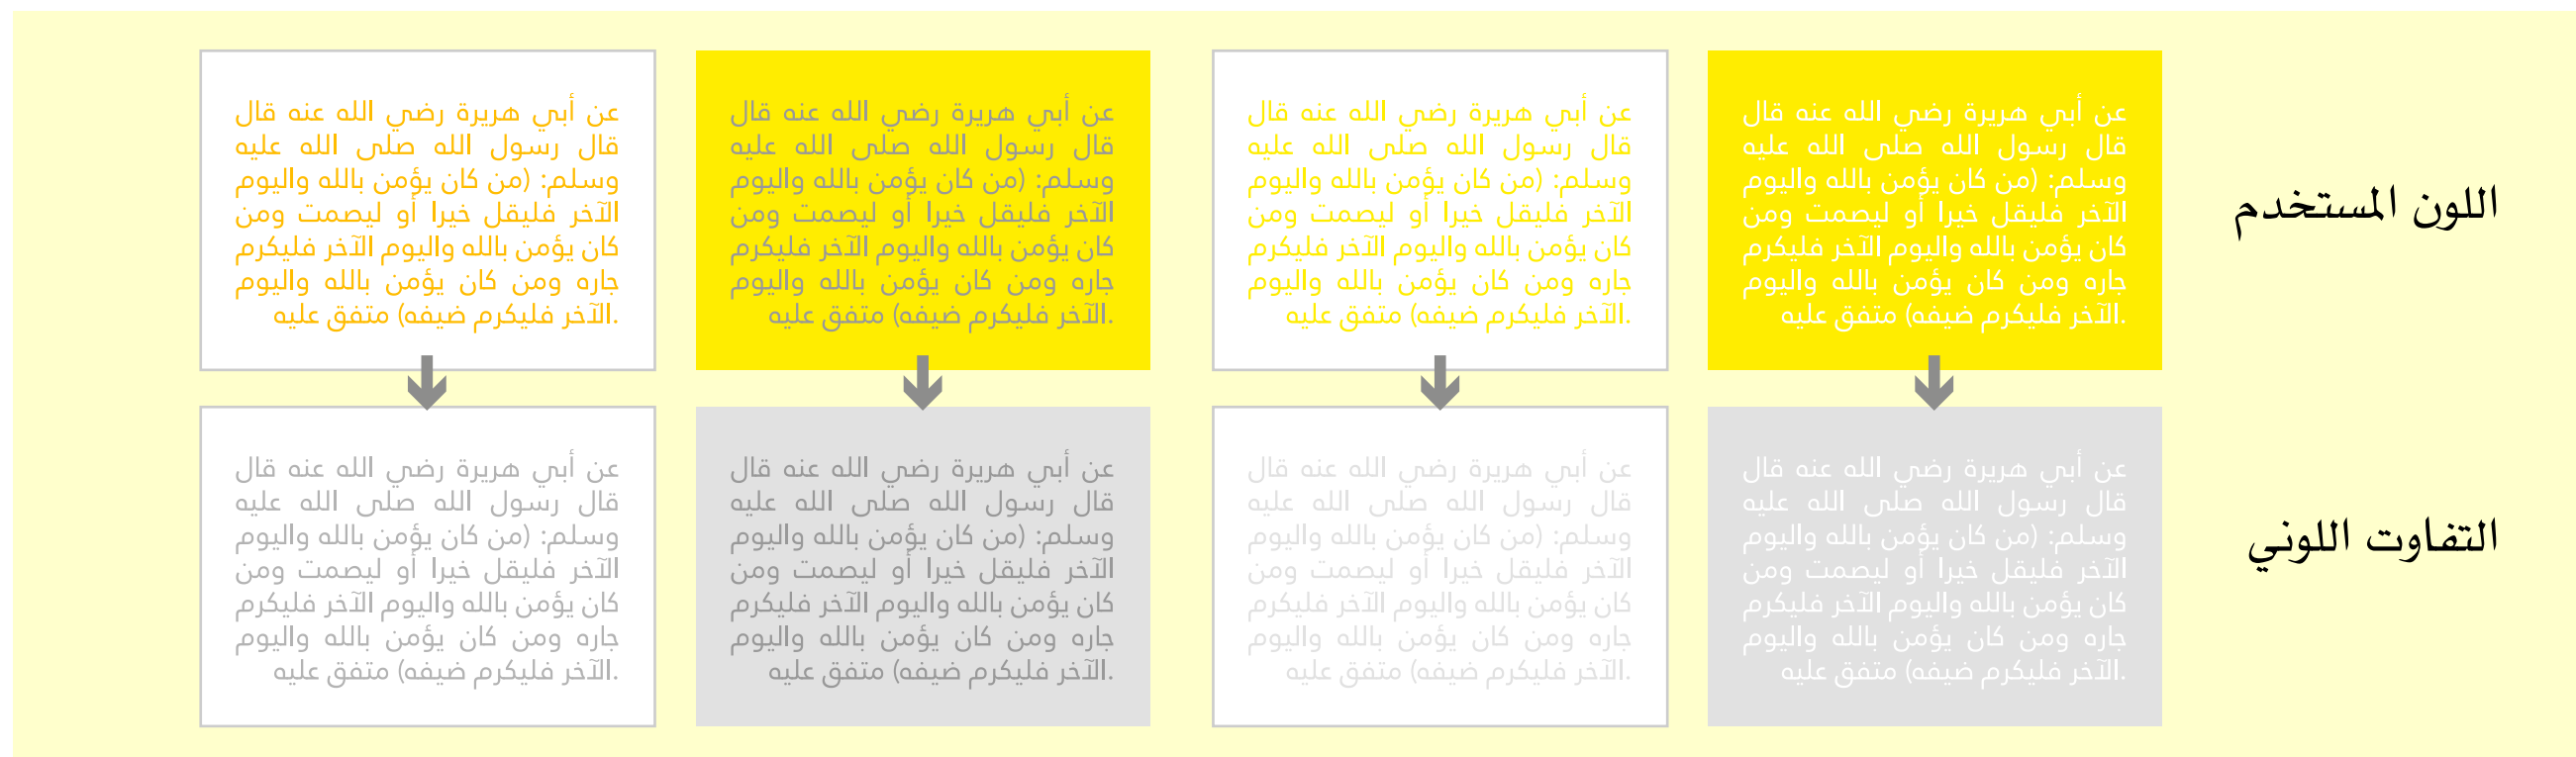 اللون المستخدم
عن أبي هريرة رضي الله عنه قال
قال رسول الله صلى الله عليه
وسلم: (من كان يؤمن بالله واليوم
الآخر فليقل خيرا أو ليصمت ومن
كان يؤمن بالله واليوم الآخر فليكرم
جاره ومن كان يؤمن بالله واليوم
.الآخر فليكرم ضيفه) متفق عليه
عن أبي هريرة رضي الله عنه قال
قال رسول الله صلى الله عليه
وسلم: (من كان يؤمن بالله واليوم
الآخر فليقل خيرا أو ليصمت ومن
كان يؤمن بالله واليوم الآخر فليكرم
جاره ومن كان يؤمن بالله واليوم
.الآخر فليكرم ضيفه) متفق عليه
عن أبي هريرة رضي الله عنه قال
قال رسول الله صلى الله عليه
وسلم: (من كان يؤمن بالله واليوم
الآخر فليقل خيرا أو ليصمت ومن
كان يؤمن بالله واليوم الآخر فليكرم
جاره ومن كان يؤمن بالله واليوم
.الآخر فليكرم ضيفه) متفق عليه
عن أبي هريرة رضي الله عنه قال
قال رسول الله صلى الله عليه
وسلم: (من كان يؤمن بالله واليوم
الآخر فليقل خيرا أو ليصمت ومن
كان يؤمن بالله واليوم الآخر فليكرم
جاره ومن كان يؤمن بالله واليوم
.الآخر فليكرم ضيفه) متفق عليه
التفاوت اللوني
عن أبي هريرة رضي الله عنه قال
قال رسول الله صلى الله عليه
وسلم: (من كان يؤمن بالله واليوم
الآخر فليقل خيرا أو ليصمت ومن
كان يؤمن بالله واليوم الآخر فليكرم
جاره ومن كان يؤمن بالله واليوم
.الآخر فليكرم ضيفه) متفق عليه
عن أبي هريرة رضي الله عنه قال
قال رسول الله صلى الله عليه
وسلم: (من كان يؤمن بالله واليوم
الآخر فليقل خيرا أو ليصمت ومن
كان يؤمن بالله واليوم الآخر فليكرم
جاره ومن كان يؤمن بالله واليوم
.الآخر فليكرم ضيفه) متفق عليه
عن أبي هريرة رضي الله عنه قال
قال رسول الله صلى الله عليه
وسلم: (من كان يؤمن بالله واليوم
الآخر فليقل خيرا أو ليصمت ومن
كان يؤمن بالله واليوم الآخر فليكرم
جاره ومن كان يؤمن بالله واليوم
.الآخر فليكرم ضيفه) متفق عليه
عن أبي هريرة رضي الله عنه قال
قال رسول الله صلى الله عليه
وسلم: (من كان يؤمن بالله واليوم
الآخر فليقل خيرا أو ليصمت ومن
كان يؤمن بالله واليوم الآخر فليكرم
جاره ومن كان يؤمن بالله واليوم
.الآخر فليكرم ضيفه) متفق عليه